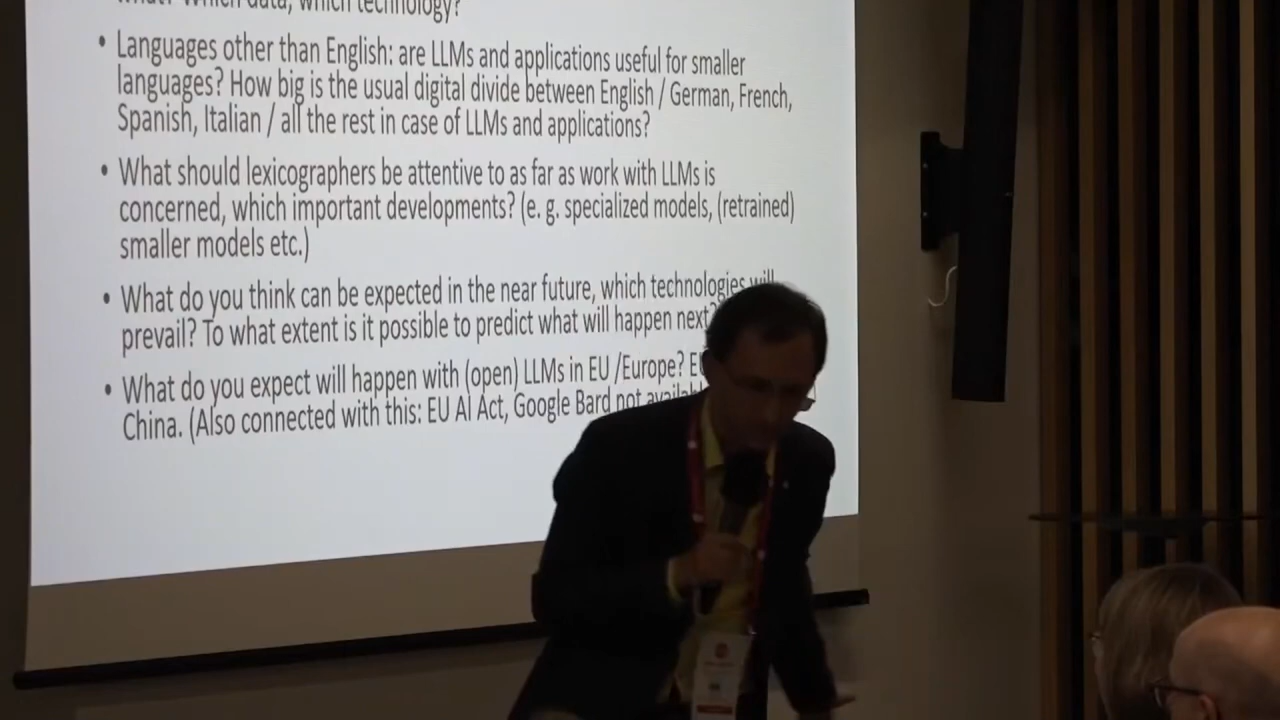 what? Which data, which technology?
• Languages other than English: are LLMs and applications useful for smaller
languages? How big is the usual digital divide between English / German, French,
Spanish, Italian / all the rest in case of LLMs and applications?
• What should lexicographers be attentive to as far as work with LLMs is
concerned, which important developments? (e. g. specialized models, (retrained)
smaller models etc.)
• What do you think can be expected in the near future, which technologies will
prevail? To what extent is it possible to predict what will happen next?
• What do you expect will happen with (open) LLMs in EU /Europe?
China. (Also connected with this: EU AI Act, Google Bard not